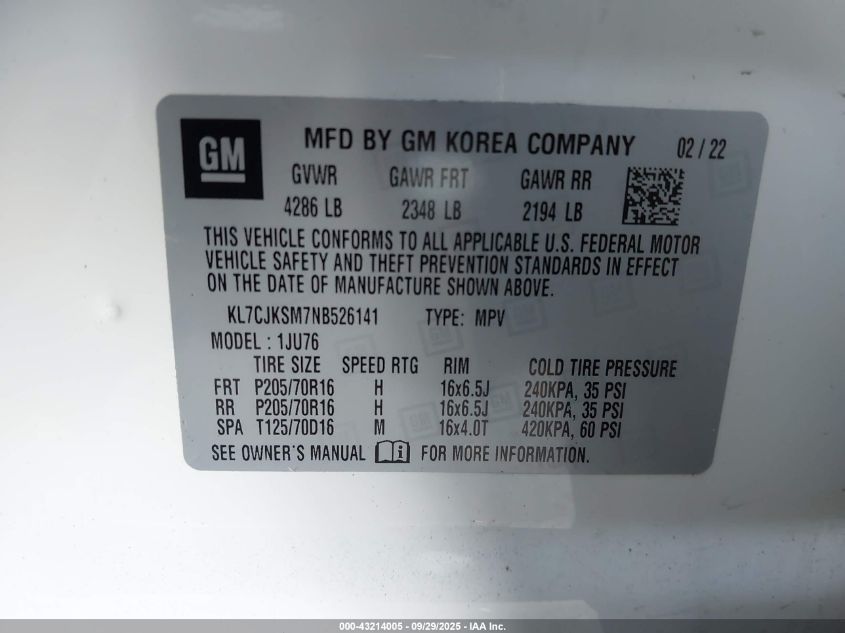 GM
MFD BY GM KOREA COMPANY 02 / 22
GVWR GAWR FRT GAWR RR
4286 LB 2348 LB 2194 LB
THIS VEHICLE CONFORMS TO ALL APPLICABLE U.S. FEDERAL MOTOR
VEHICLE SAFETY AND THEFT PREVENTION STANDARDS IN EFFECT
ON THE DATE OF MANUFACTURE SHOWN ABOVE.
KL7CJKSM7NB526141 TYPE: MPV
MODEL : 1JU76
TIRE SIZE SPEED RTG RIM COLD TIRE PRESSURE
FRT P205/70R16 H 16x6.5J 240KPA, 35 PSI
RR P205/70R16 H 16x6.5J 240KPA, 35 PSI
SPA T125/70D16 M 16x4.0T 420KPA, 60 PSI
SEE OWNER'S MANUAL FOR MORE INFORMATION.
000-43214005 - 09/29/2025 - IAA Inc.